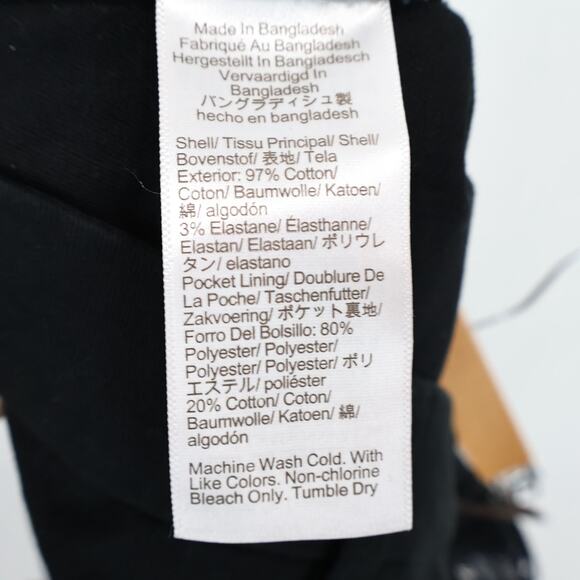 Made In Bangladesh
Fabriqué Au Bangladesh
Hergestellt In Bangladesch
Vervaardigd In
Bangladesh
バングラディシュ製
hecho en bangladesh
Shell/ Tissu Principal/ Shell/
Bovenstof/ 表地/ Tela
Exterior: 97% Cotton/
Coton/ Baumwolle/ Katoen/
綿/ algodón
3% Elastane/ Élasthanne/
Elastan/ Elastaan/ ポリウレ
タン/ elastano
Pocket Lining/ Doublure De
La Poche/ Taschenfutter/
Zakvoering/ ポケット裏地/
Forro Del Bolsillo: 80%
Polyester/ Polyester/
Polyester/ Polyester/ ポリ
エステル/ poliéster
20% Cotton/ Coton/
Baumwolle/ Katoen/ 綿/
algodón
Machine Wash Cold. With
Like Colors. Non-chlorine
Bleach Only. Tumble Dry